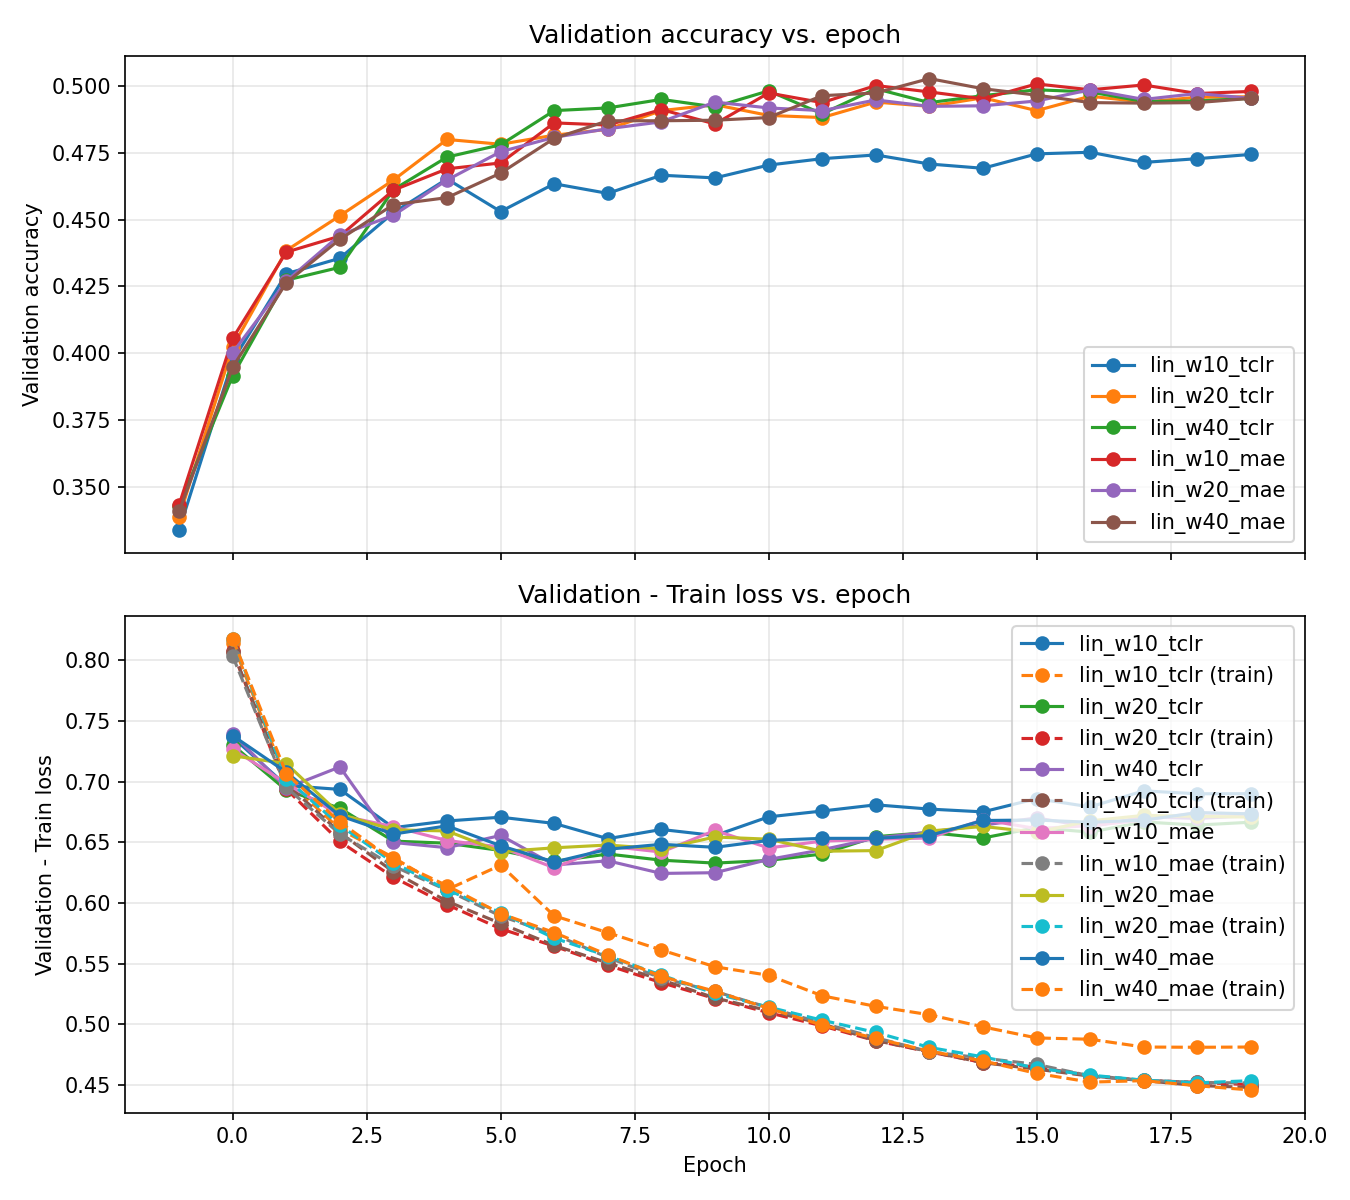 Validation accuracy vs. epoch
Validation accuracy
0.500
0.475
0.450
0.425
0.400
0.375
0.350
lin_w10_tclr
lin_w20_tclr
lin_w40_tclr
lin_w10_mae
lin_w20_mae
lin_w40_mae
Validation - Train loss vs. epoch
Validation - Train loss
0.80
0.75
0.70
0.65
0.60
0.55
0.50
0.45
lin_w10_tclr
lin_w10_tclr (train)
lin_w20_tclr
lin_w20_tclr (train)
lin_w40_tclr
lin_w40_tclr (train)
lin_w10_mae
lin_w10_mae (train)
lin_w20_mae
lin_w20_mae (train)
lin_w40_mae
lin_w40_mae (train)
0.0 2.5 5.0 7.5 10.0 12.5 15.0 17.5 20.0
Epoch